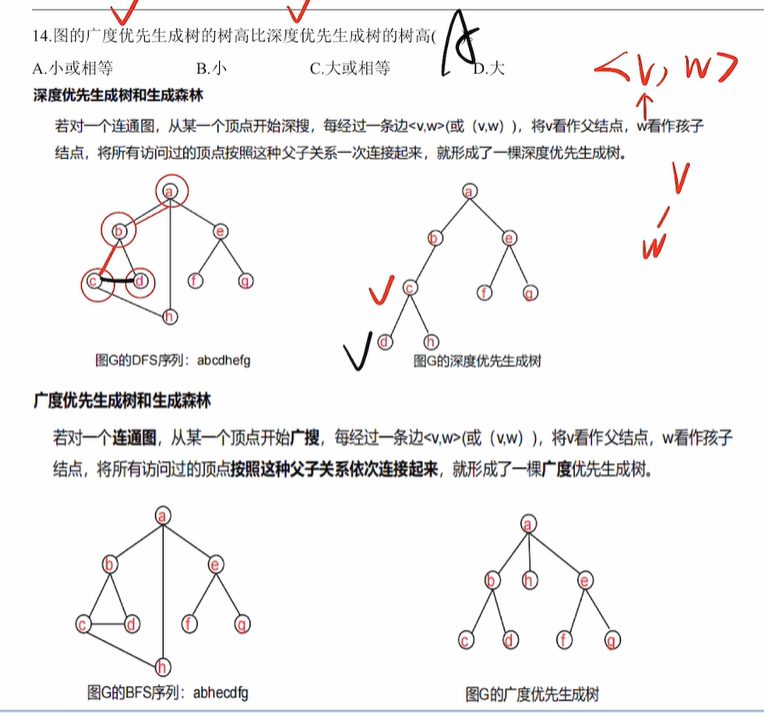 14.图的广度优先生成树的树高比深度优先生成树的树高( A
A.小或相等 B.小 C.大或相等 D.大
<v, w>
深度优先生成树和生成森林
若对一个连通图，从某一个顶点开始深搜，每经过一条边<v,w>(或（v,w）)，将v看作父结点，w看作孩子
结点，将所有访问过的顶点按照这种父子关系一次连接起来，就形成了一棵深度优先生成树。
v
w
a
b e
c d f g
h
a
b e
c f g
d h
图G的DFS序列：abcdhefg
图G的深度优先生成树
广度优先生成树和生成森林
若对一个连通图，从某一个顶点开始广搜，每经过一条边<v,w>(或（v,w）)，将v看作父结点，w看作孩子
结点，将所有访问过的顶点按照这种父子关系依次连接起来，就形成了一棵广度优先生成树。
a
b e
c d f g
h
a
b h e
c d f g
图G的BFS序列：abhecdfg
图G的广度优先生成树